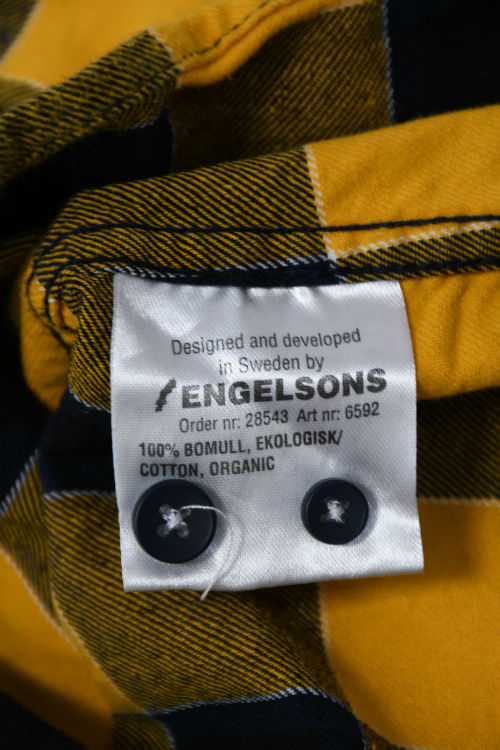 Designed and developed
in Sweden by
ENGELSONS
Order nr: 28543 Art nr: 6592
100% BOMULL, EKOLOGISK/
COTTON, ORGANIC